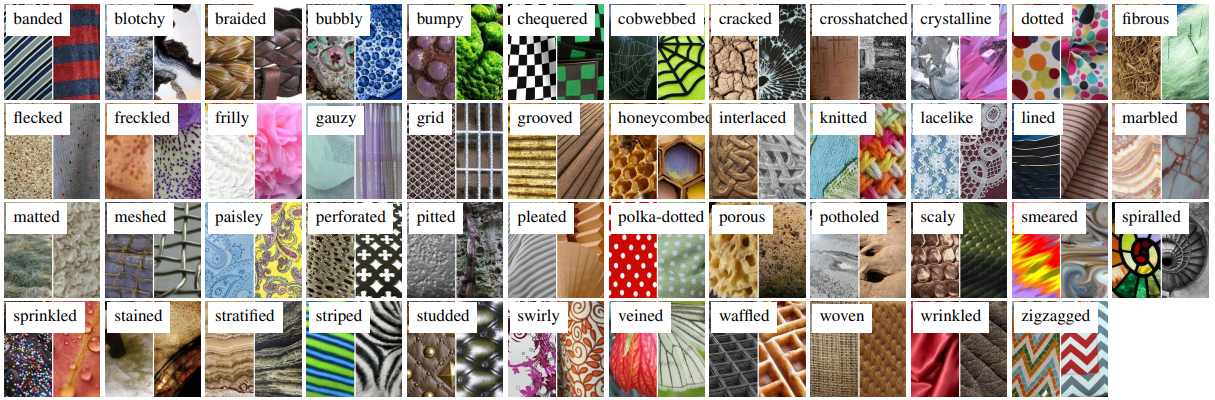 banded blotchy braided bubbly bumpy chequered cobwebbed cracked crosshatched crystalline dotted fibrous
flecked freckled frilly gauzy grid grooved honeycombed interlaced knitted lacelike lined marbled
matted meshed paisley perforated pitted pleated polka-dotted porous potholed scaly smeared spiralled
sprinkled stained stratified striped studded swirly veined waffled woven wrinkled zigzagged